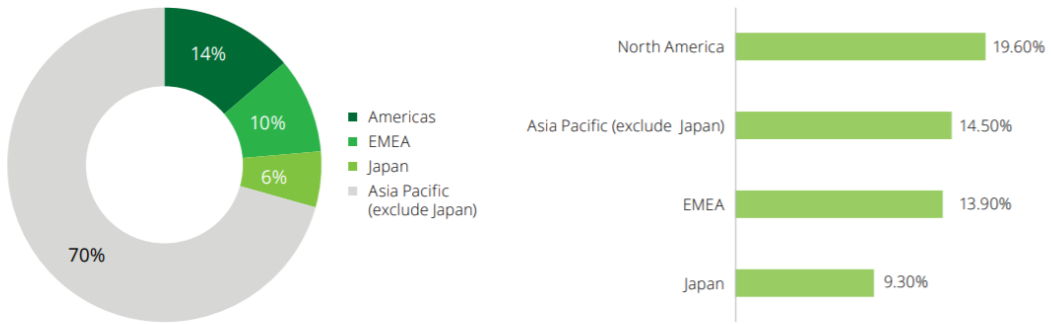 14%
10%
6%
70%
Americas
EMEA
Japan
Asia Pacific
(exclude Japan)
North America 19.60%
Asia Pacific (exclude Japan) 14.50%
EMEA 13.90%
Japan 9.30%